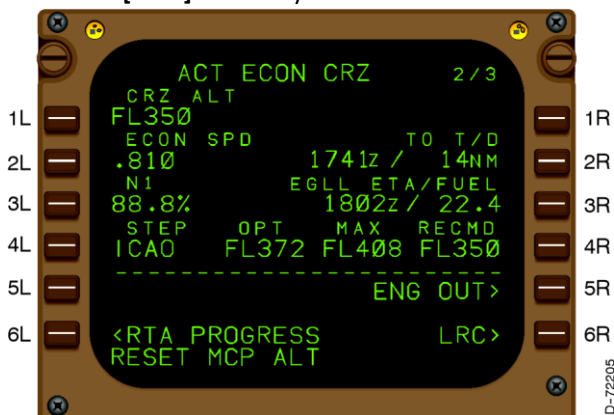 ACT ECON CRZ 2/3
CRZ ALT
1L FL350 1R
ECON SPD TO T/D
2L .810 1741z / 14NM 2R
N1 EGLL ETA/FUEL
3L 88.8% 1802z / 22.4 3R
STEP OPT MAX RECMD
4L ICAO FL372 FL408 FL350 4R
--------------------------
5L ENG OUT> 5R
6L <RTA PROGRESS LRC> 6R
RESET MCP ALT
D-72205